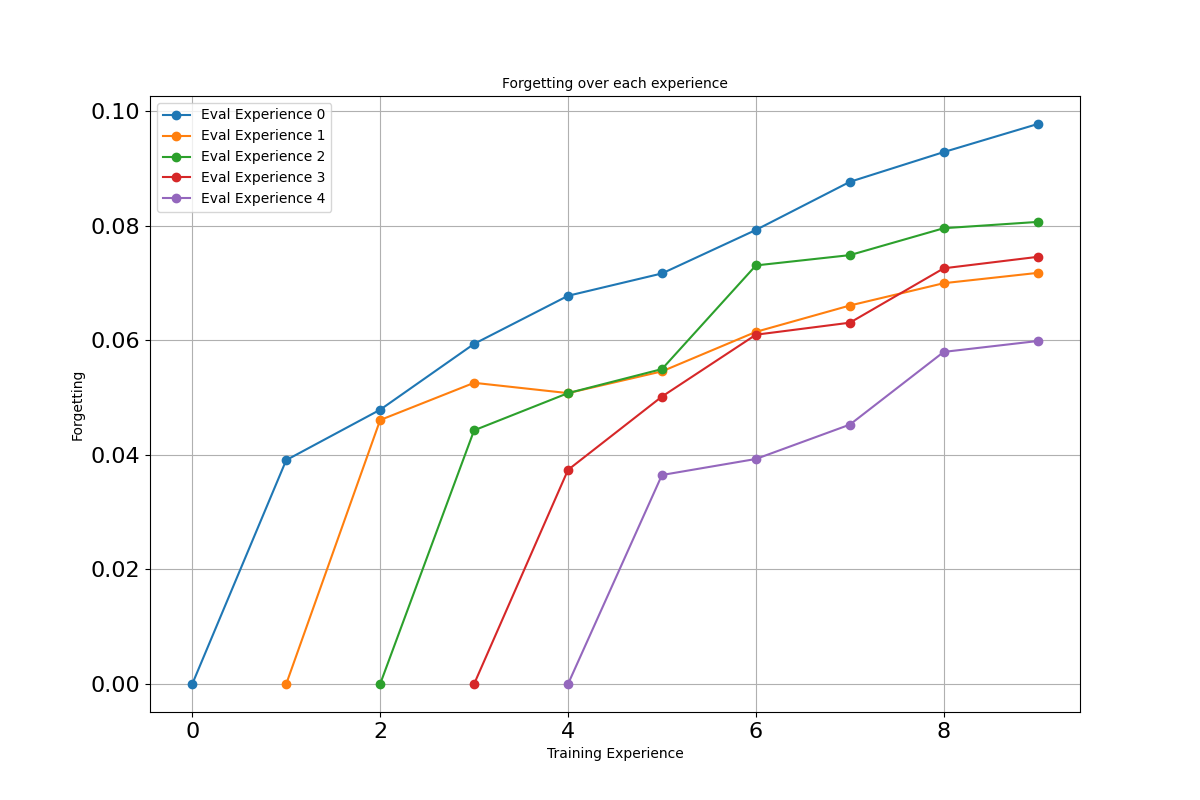 Forgetting over each experience
Eval Experience 0
Eval Experience 1
Eval Experience 2
Eval Experience 3
Eval Experience 4
0.10
0.08
0.06
0.04
0.02
0.00
Forgetting
0 2 4 6 8
Training Experience